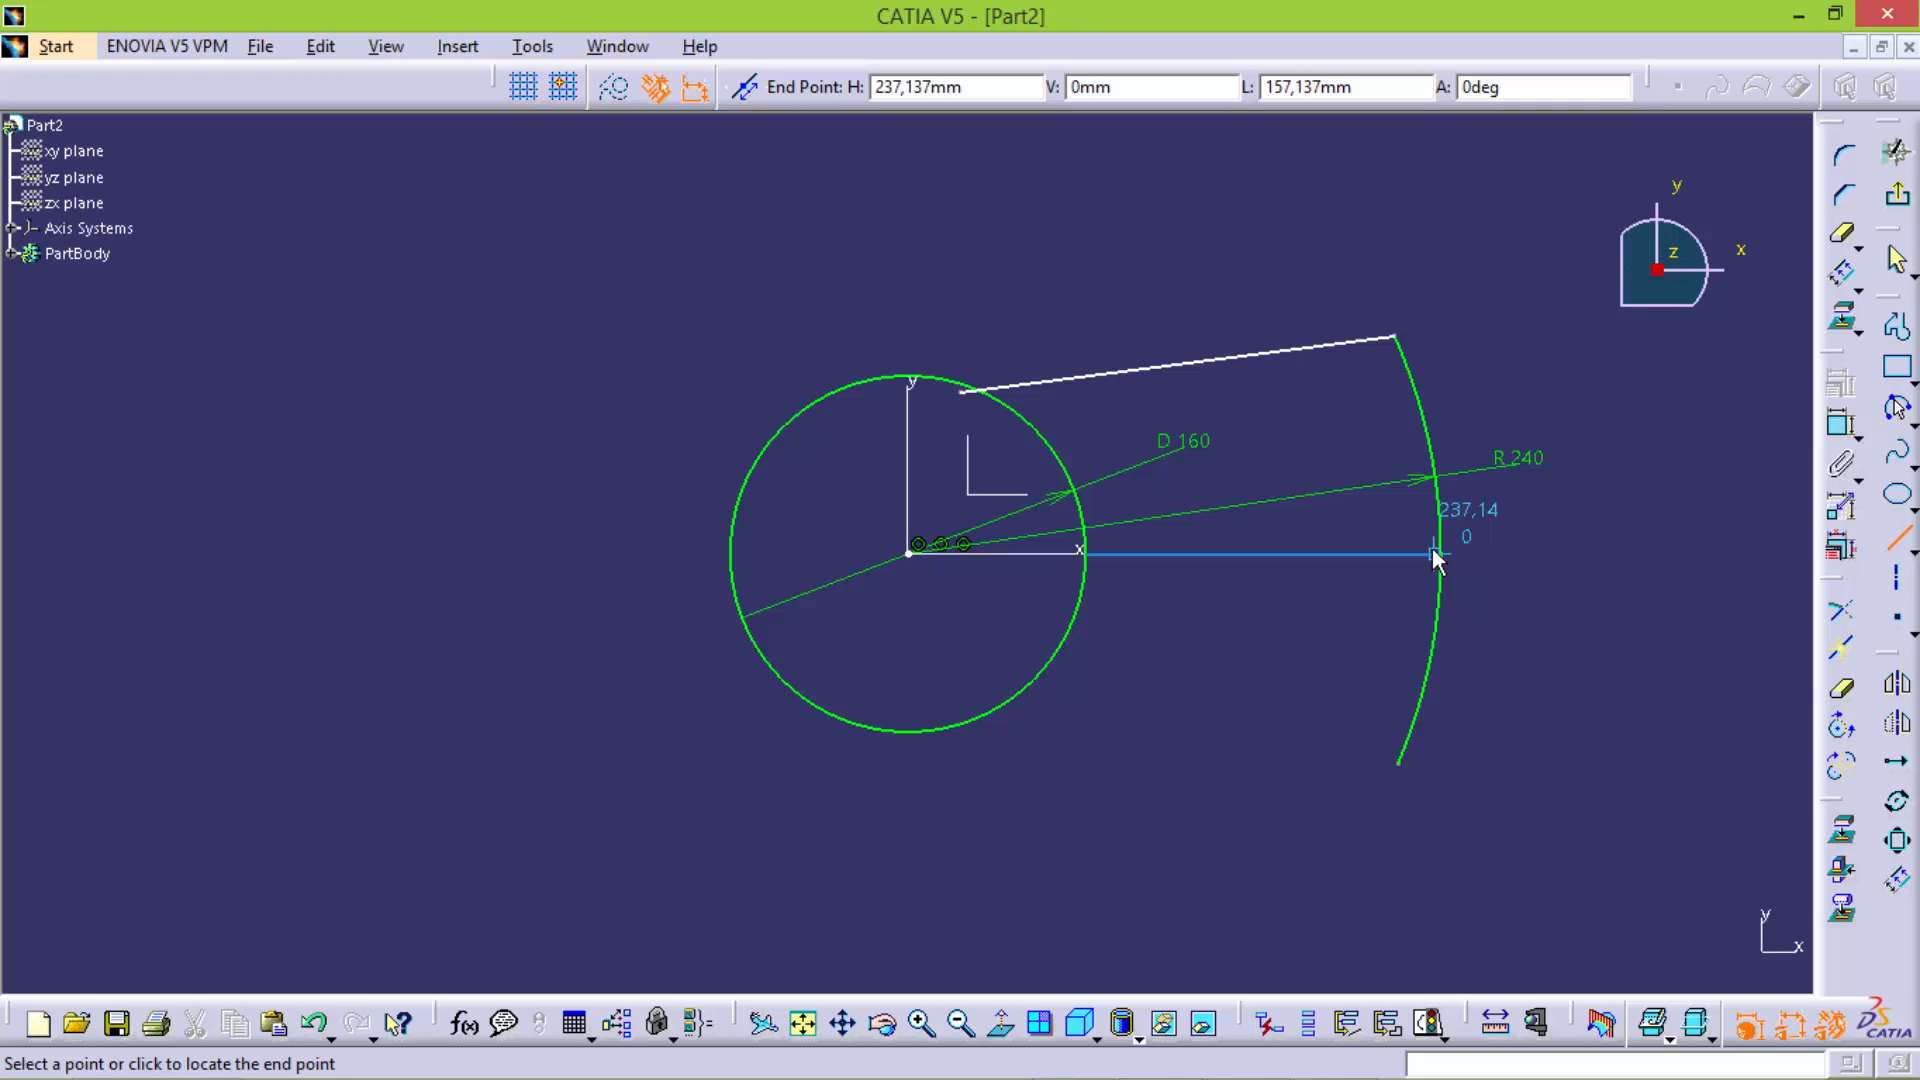 CATIA V5 - [Part2]
Start ENOVIA V5 VPM File Edit View Insert Tools Window Help
End Point: H: 237,137mm V: 0mm L: 157,137mm A: 0deg
Part2
xy plane
yz plane
zx plane
Axis Systems
PartBody
y
x
z
y
D 160
R 240
237,14
0
x
y
x
f(x)
CATIA
Select a point or click to locate the end point